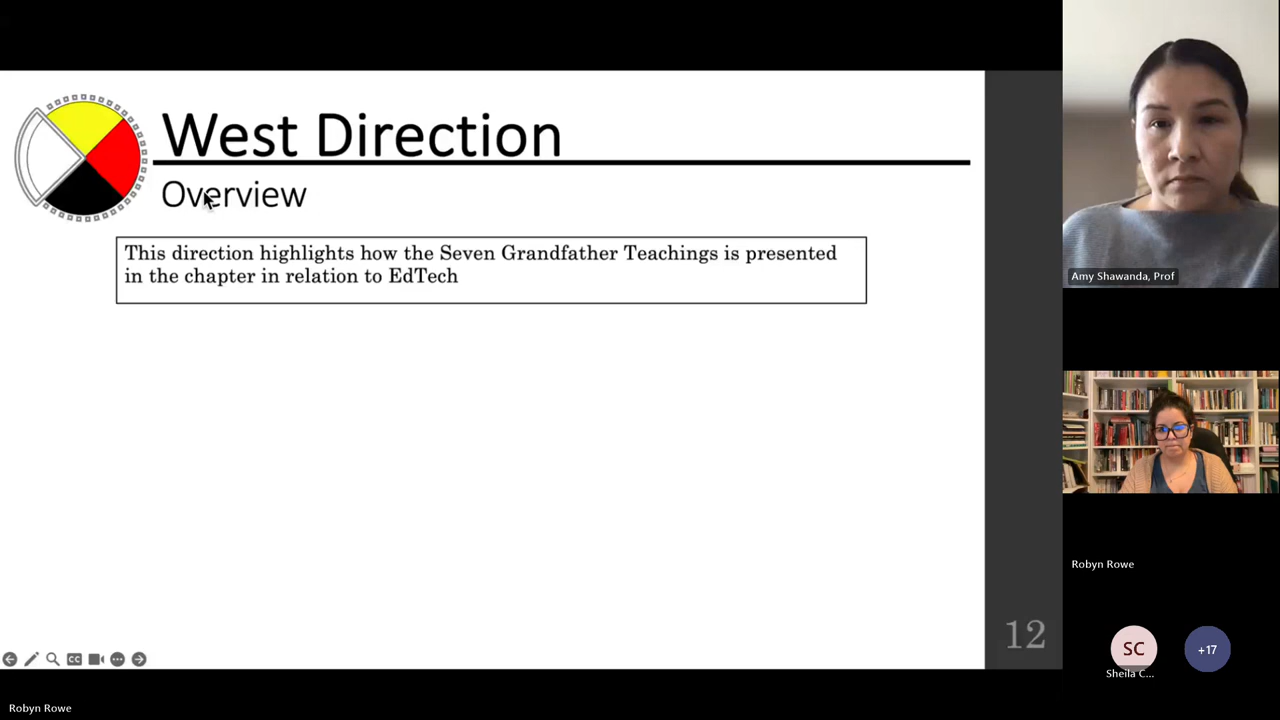 West Direction
Overview
This direction highlights how the Seven Grandfather Teachings is presented
in the chapter in relation to EdTech
12
CC
Amy Shawanda, Prof
Robyn Rowe
SC
+17
Sheila C...
Robyn Rowe